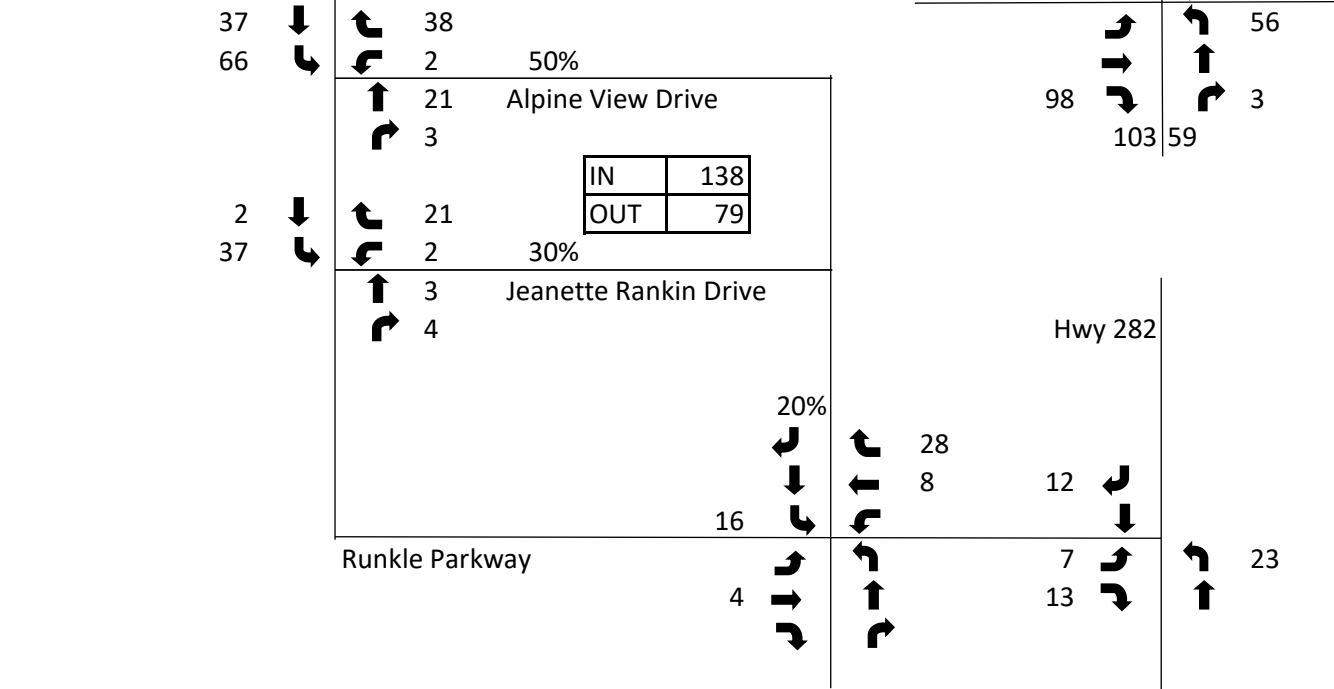 37 38 56
66 2 50%
21 Alpine View Drive 98 3
3 103 59
IN 138
2 21 OUT 79
37 2 30%
3 Jeanette Rankin Drive
4 Hwy 282
20%
28
8 12
16
Runkle Parkway 7 23
4 13